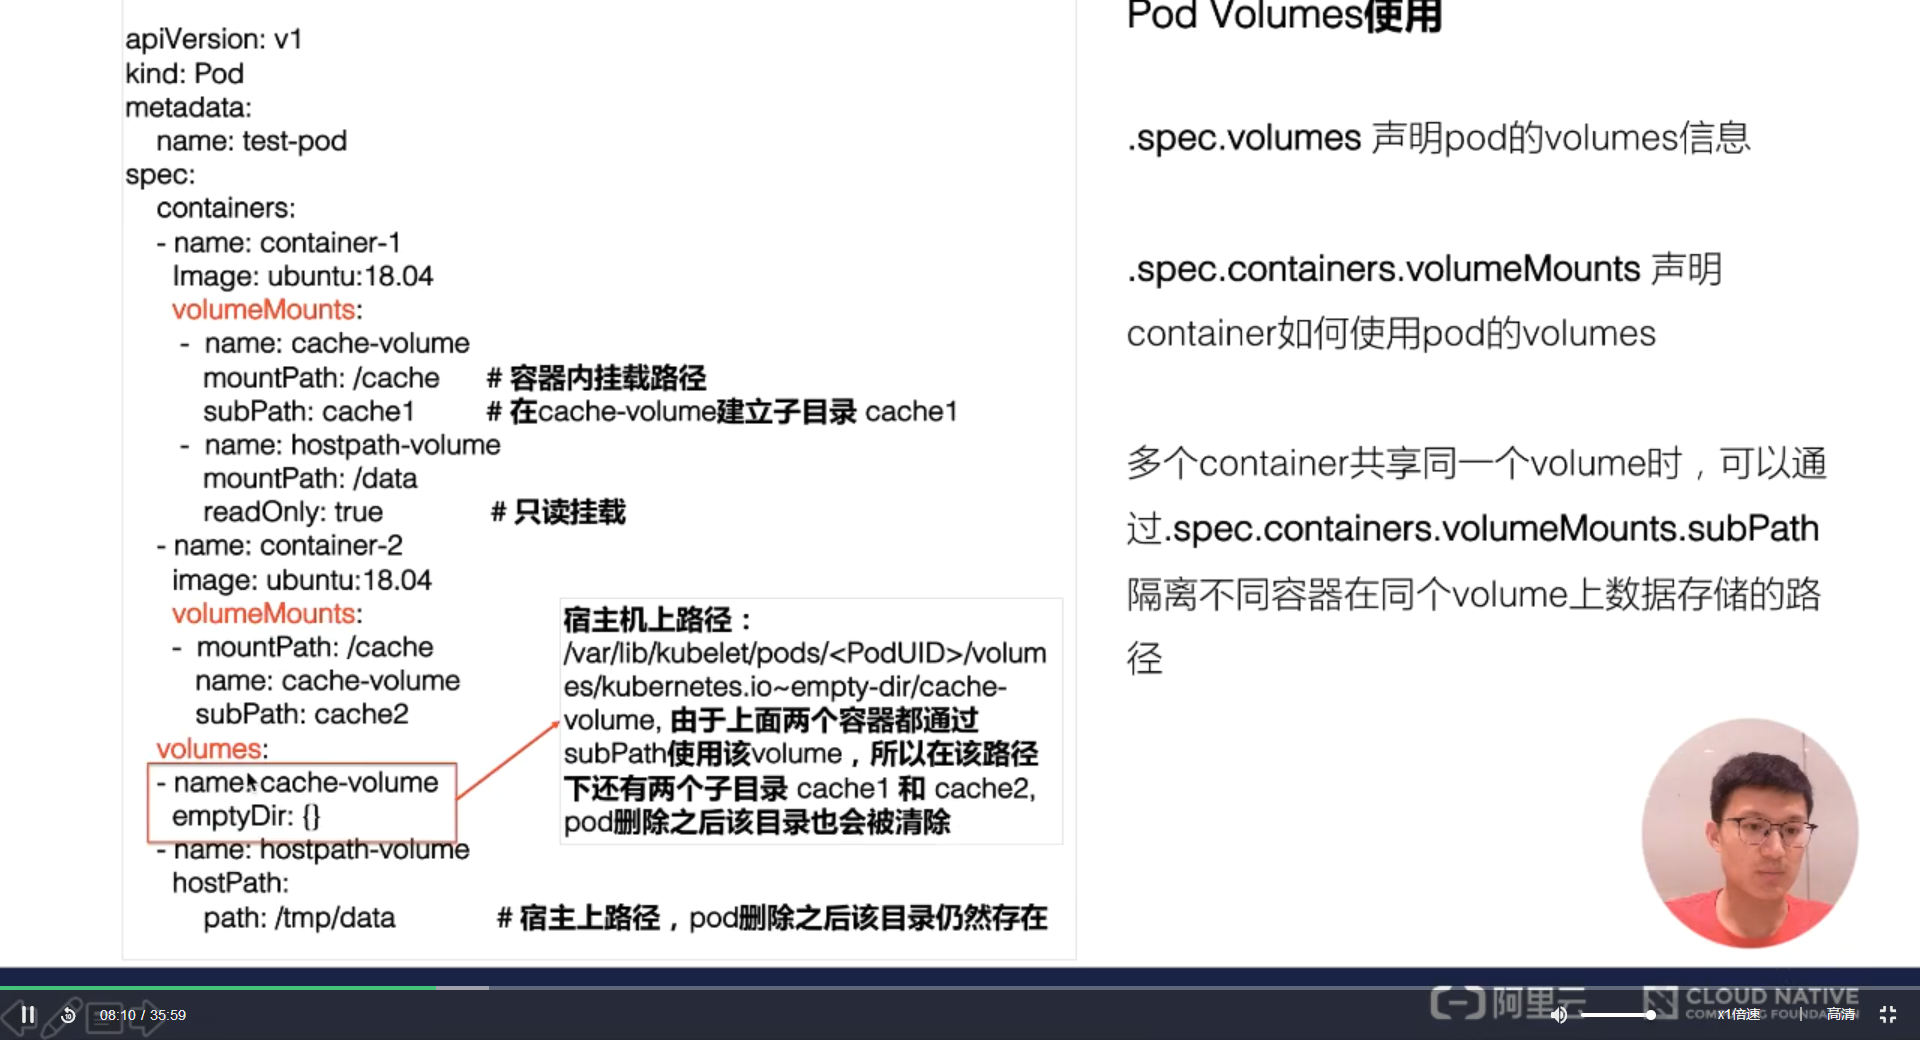 apiVersion: v1
kind: Pod
metadata:
name: test-pod
spec:
containers:
- name: container-1
Image: ubuntu:18.04
volumeMounts:
- name: cache-volume
mountPath: /cache # 容器内挂载路径
subPath: cache1 # 在cache-volume建立子目录 cache1
- name: hostpath-volume
mountPath: /data
readOnly: true # 只读挂载
- name: container-2
image: ubuntu:18.04
volumeMounts:
- mountPath: /cache
name: cache-volume
subPath: cache2
volumes:
- name: cache-volume
emptyDir: {}
- name: hostpath-volume
hostPath:
path: /tmp/data # 宿主上路径，pod删除之后该目录仍然存在
宿主机上路径：
/var/lib/kubelet/pods/<PodUID>/volum
es/kubernetes.io~empty-dir/cache-
volume, 由于上面两个容器都通过
subPath使用该volume，所以在该路径
下还有两个子目录 cache1 和 cache2,
pod删除之后该目录也会被清除
Pod Volumes使用
.spec.volumes 声明pod的volumes信息
.spec.containers.volumeMounts 声明
container如何使用pod的volumes
多个container共享同一个volume时，可以通
过.spec.containers.volumeMounts.subPath
隔离不同容器在同个volume上数据存储的路
径
08:10 / 35:59
阿里云
CLOUD NATIVE
x1倍速
高清